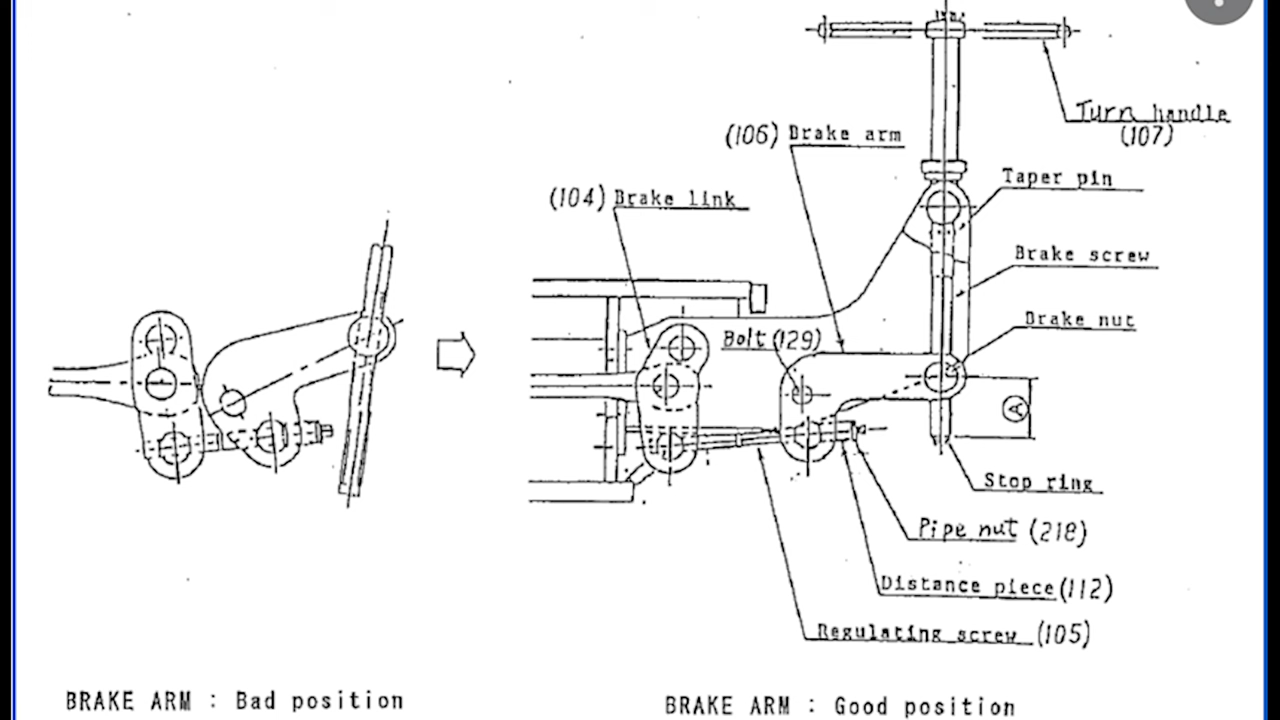 Turn handle
(107)
(106) Brake arm
Taper pin
(104) Brake link
Brake screw
Brake nut
Bolt (129)
A
Stop ring
Pipe nut (218)
Distance piece (112)
Regulating screw (105)
BRAKE ARM : Bad position
BRAKE ARM : Good position